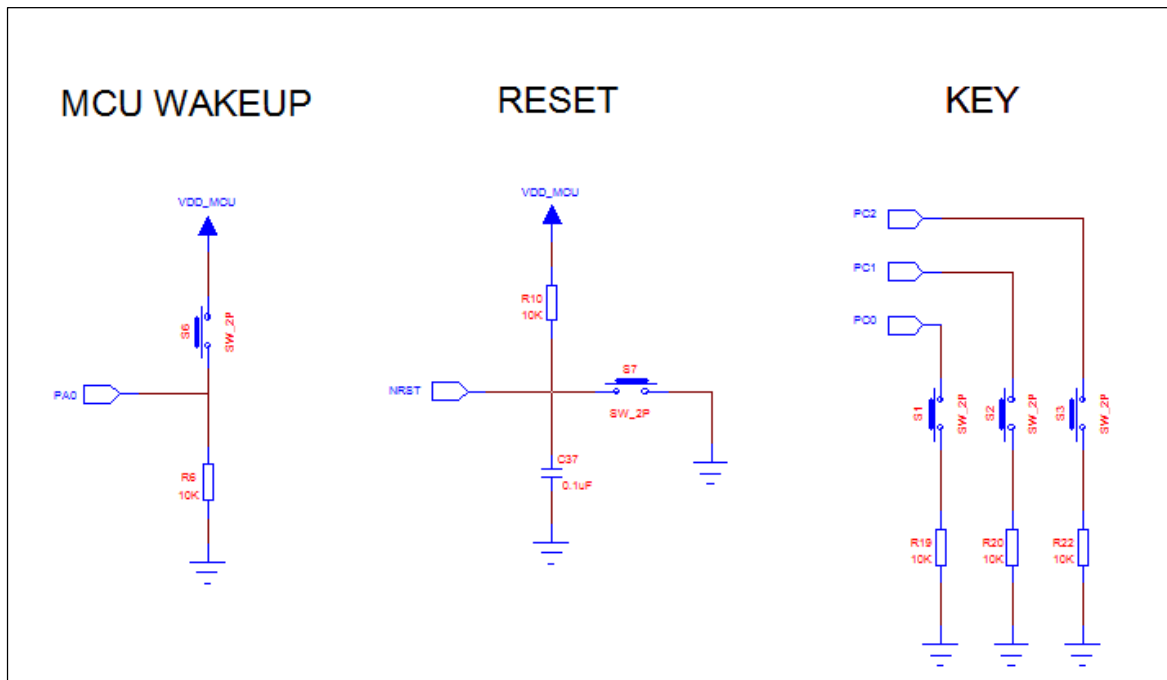 MCU WAKEUP
VDD_MCU
S6
SW_2P
PA0
R6
10K
RESET
VDD_MCU
R10
10K
NRST
S7
SW_2P
C37
0.1uF
KEY
PC2
PC1
PC0
S1
SW_2P
S2
SW_2P
S3
SW_2P
R19
10K
R20
10K
R22
10K